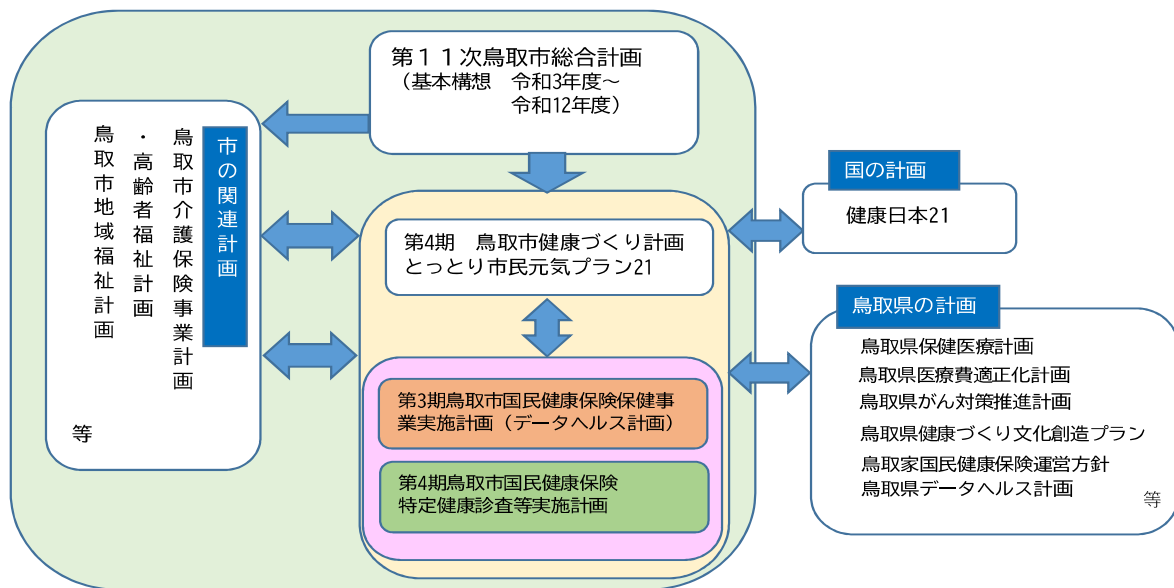 第１１次鳥取市総合計画
（基本構想　令和3年度～
令和12年度）
市の関連計画
鳥取市介護保険事業計画
・高齢者福祉計画
鳥取市地域福祉計画
等
第4期　鳥取市健康づくり計画
とっとり市民元気プラン21
第3期鳥取市国民健康保険保健事
業実施計画（データヘルス計画）
第4期鳥取市国民健康保険
特定健康診査等実施計画
国の計画
健康日本21
鳥取県の計画
鳥取県保健医療計画
鳥取県医療費適正化計画
鳥取県がん対策推進計画
鳥取県健康づくり文化創造プラン
鳥取家国民健康保険運営方針
鳥取県データヘルス計画
等